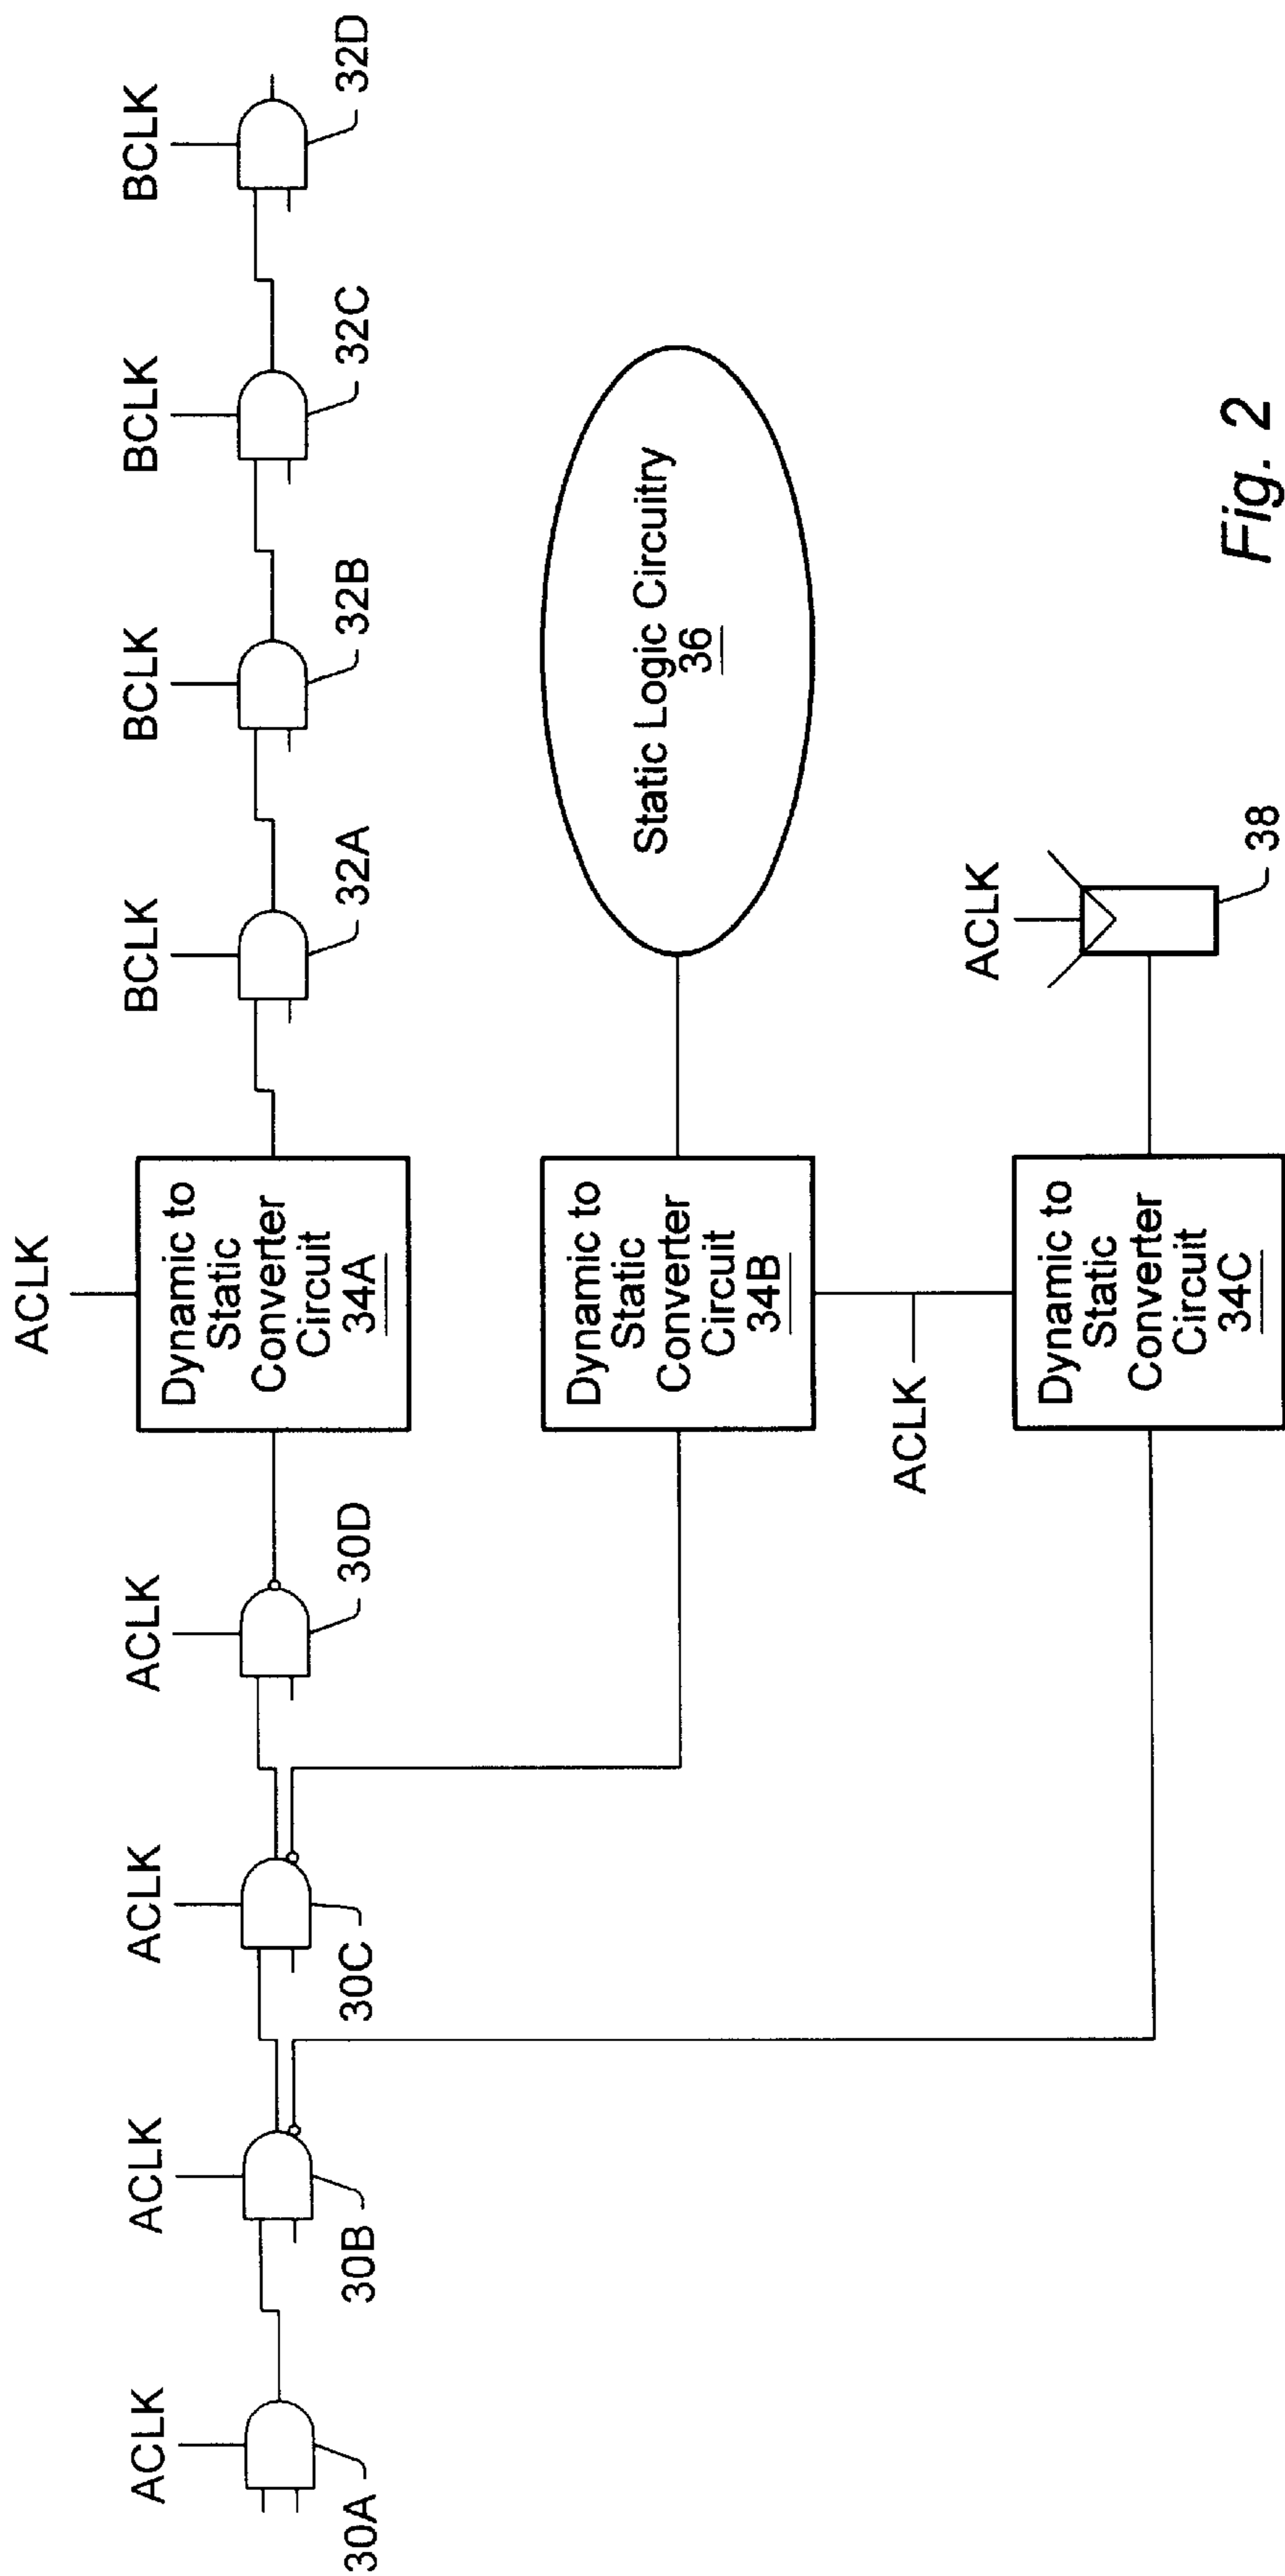 ACLK
BCLK
BCLK
BCLK
BCLK
ACLK
ACLK
ACLK
ACLK
30A
30B
30C
30D
Dynamic to
Static
Converter
Circuit
34A
32A
32B
32C
32D
Dynamic to
Static
Converter
Circuit
34B
Static Logic Circuitry
36
ACLK
Dynamic to
Static
Converter
Circuit
34C
ACLK
38
Fig. 2